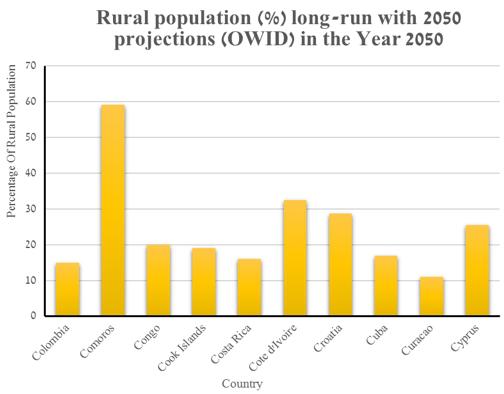 Rural population (%) long-run with 2050
projections (OWID) in the Year 2050
Percentage Of Rural Population
70
60
50
40
30
20
10
0
Colombia
Comoros
Congo
Cook Islands
Costa Rica
Cote d'Ivoire
Croatia
Cuba
Curacao
Cyprus
Country